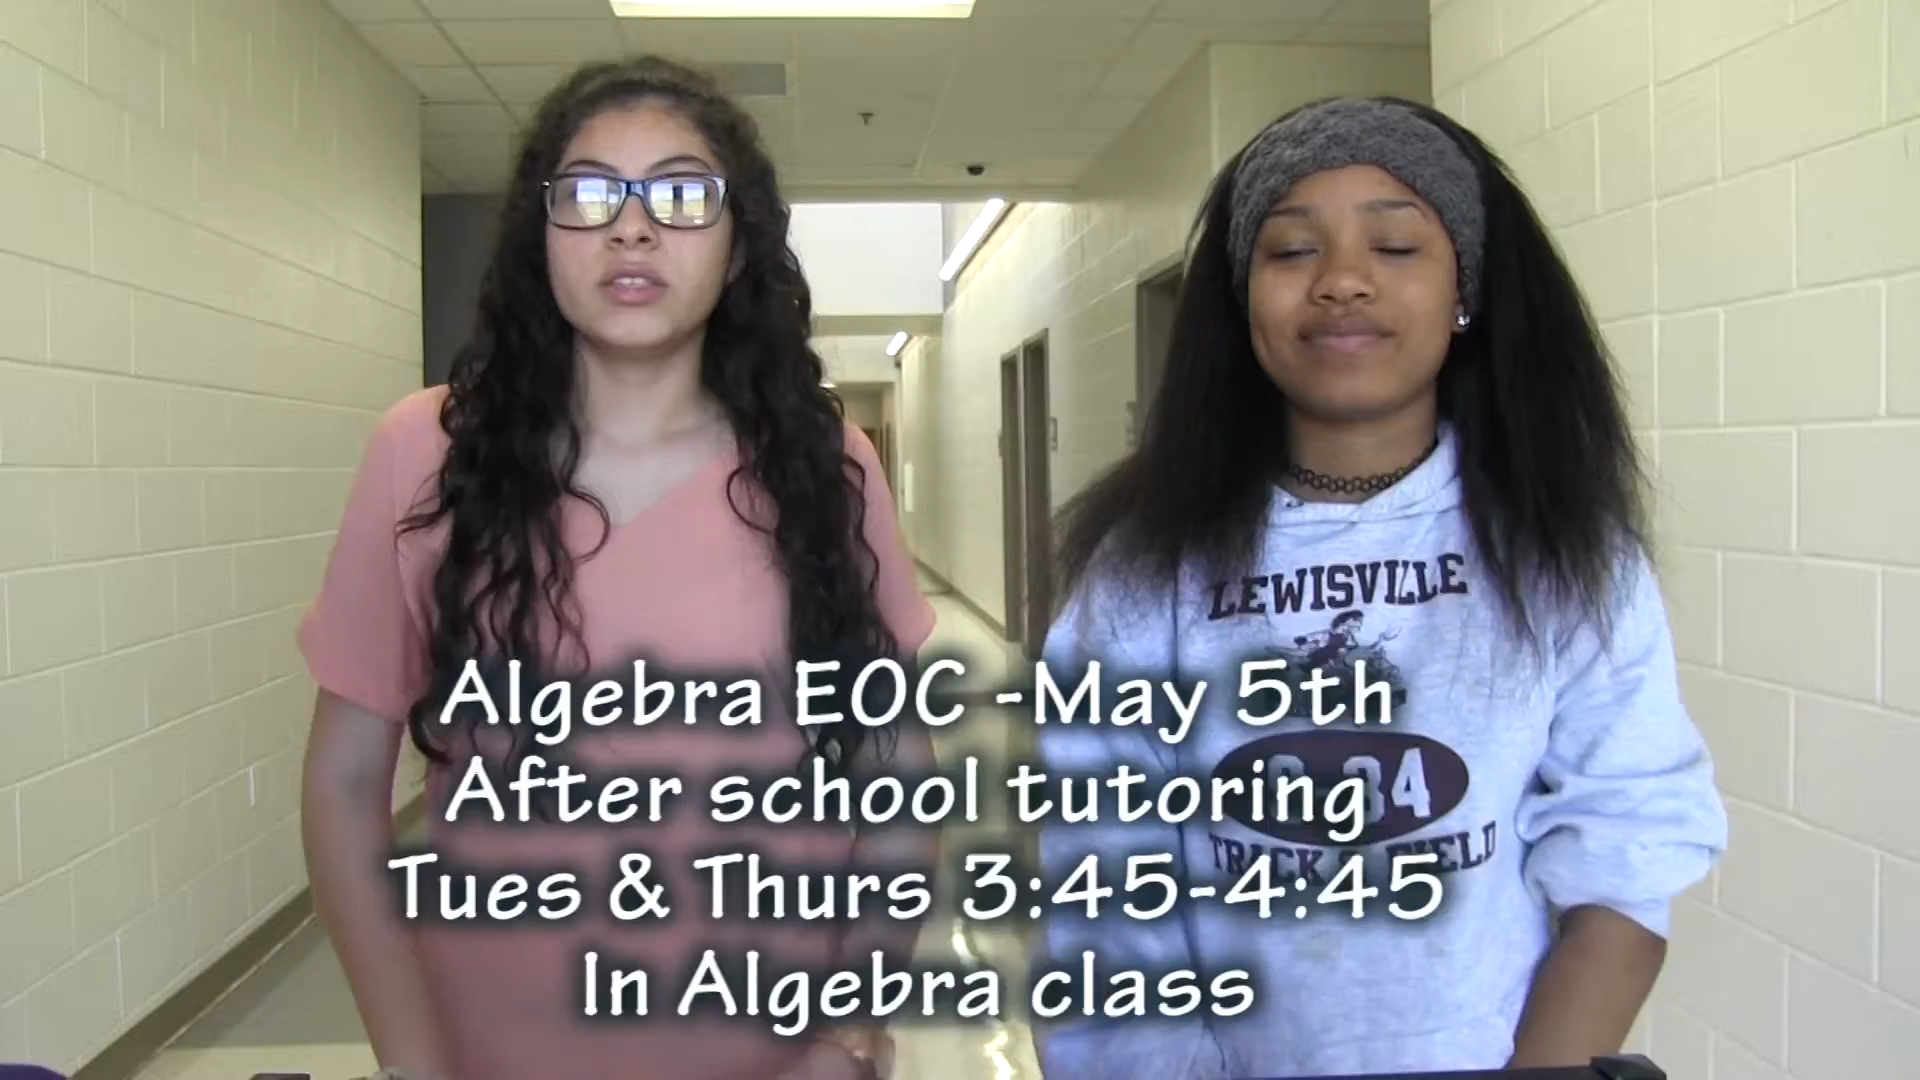 LEWISVILLE
Algebra EOC -May 5th
After school tutoring
Tues & Thurs 3:45-4:45
In Algebra class
TRACK & FIELD